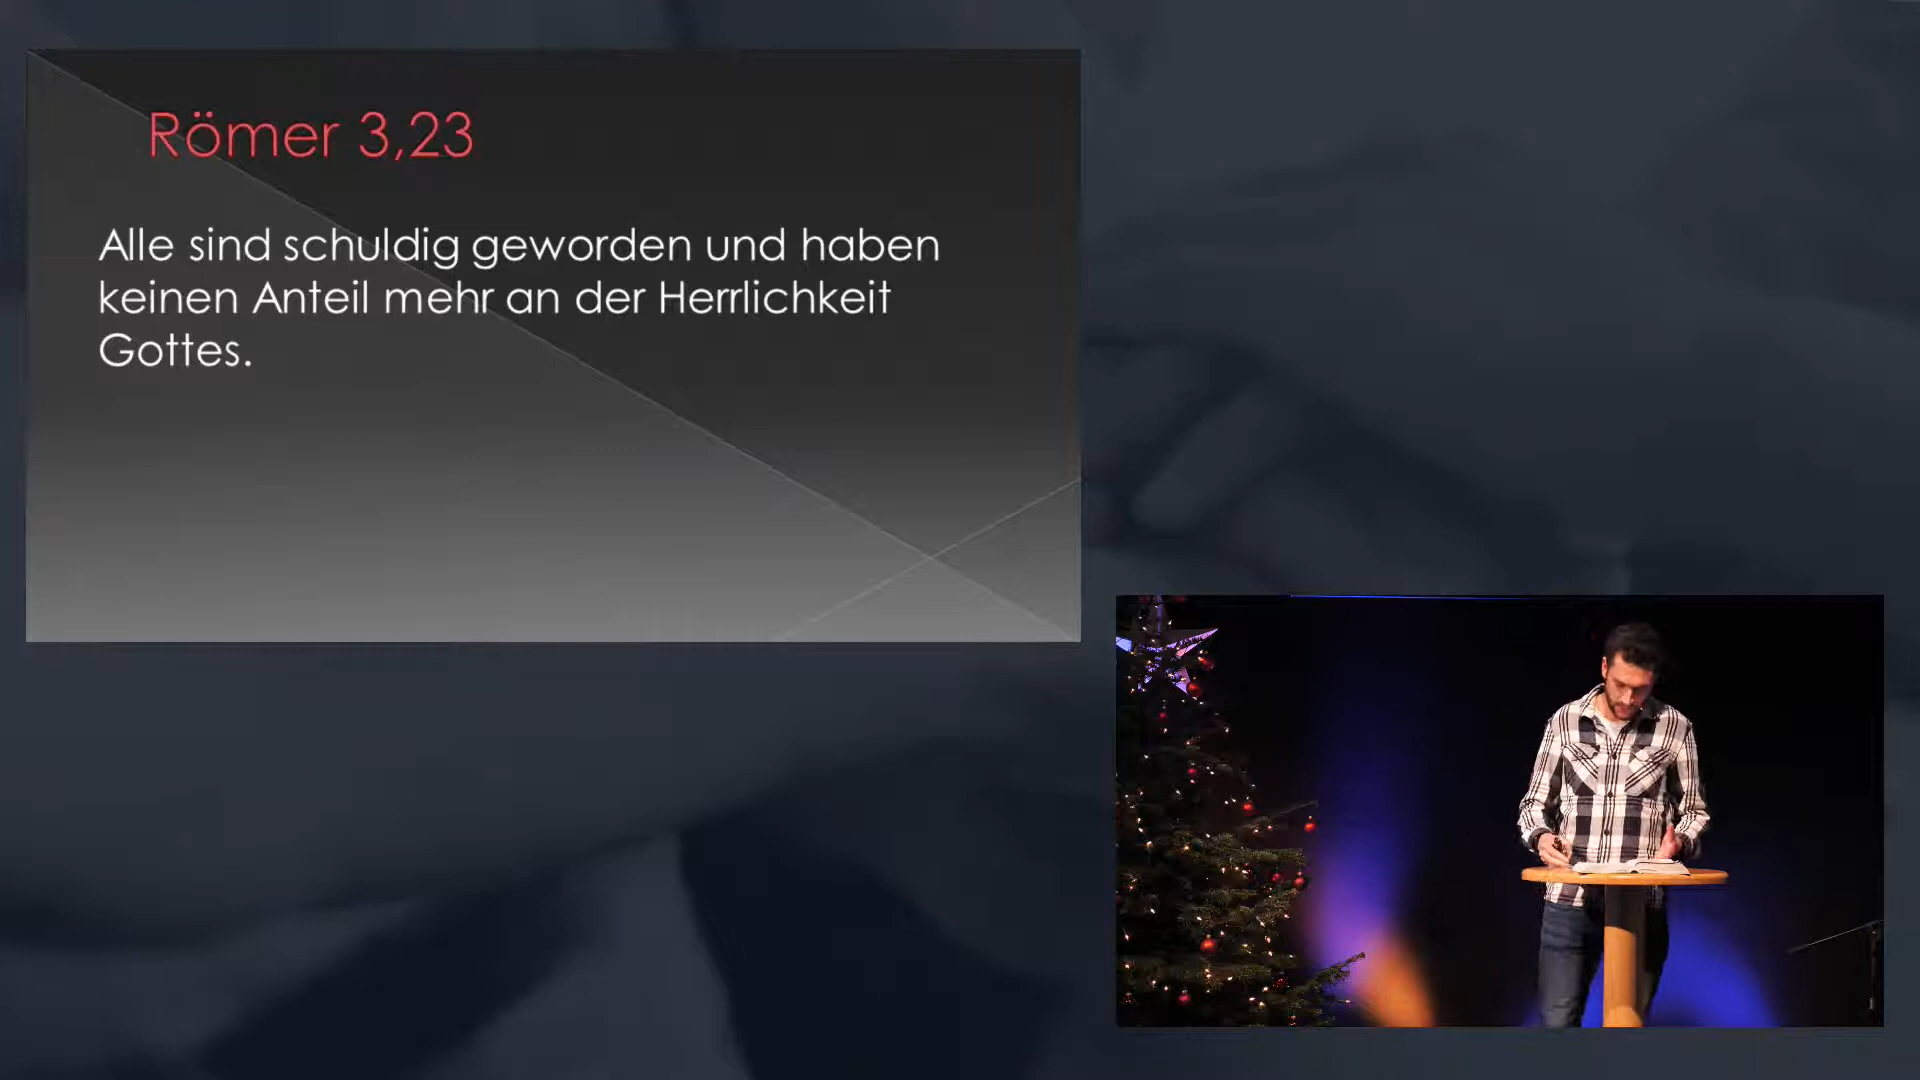 Römer 3,23
Alle sind schuldig geworden und haben
keinen Anteil mehr an der Herrlichkeit
Gottes.